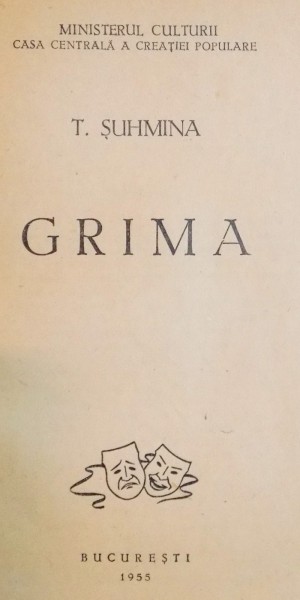 MINISTERUL CULTURII
CASA CENTRALĂ A CREAȚIEI POPULARE
T. ȘUHMINA
GRIMA
BUCUREȘTI
1955